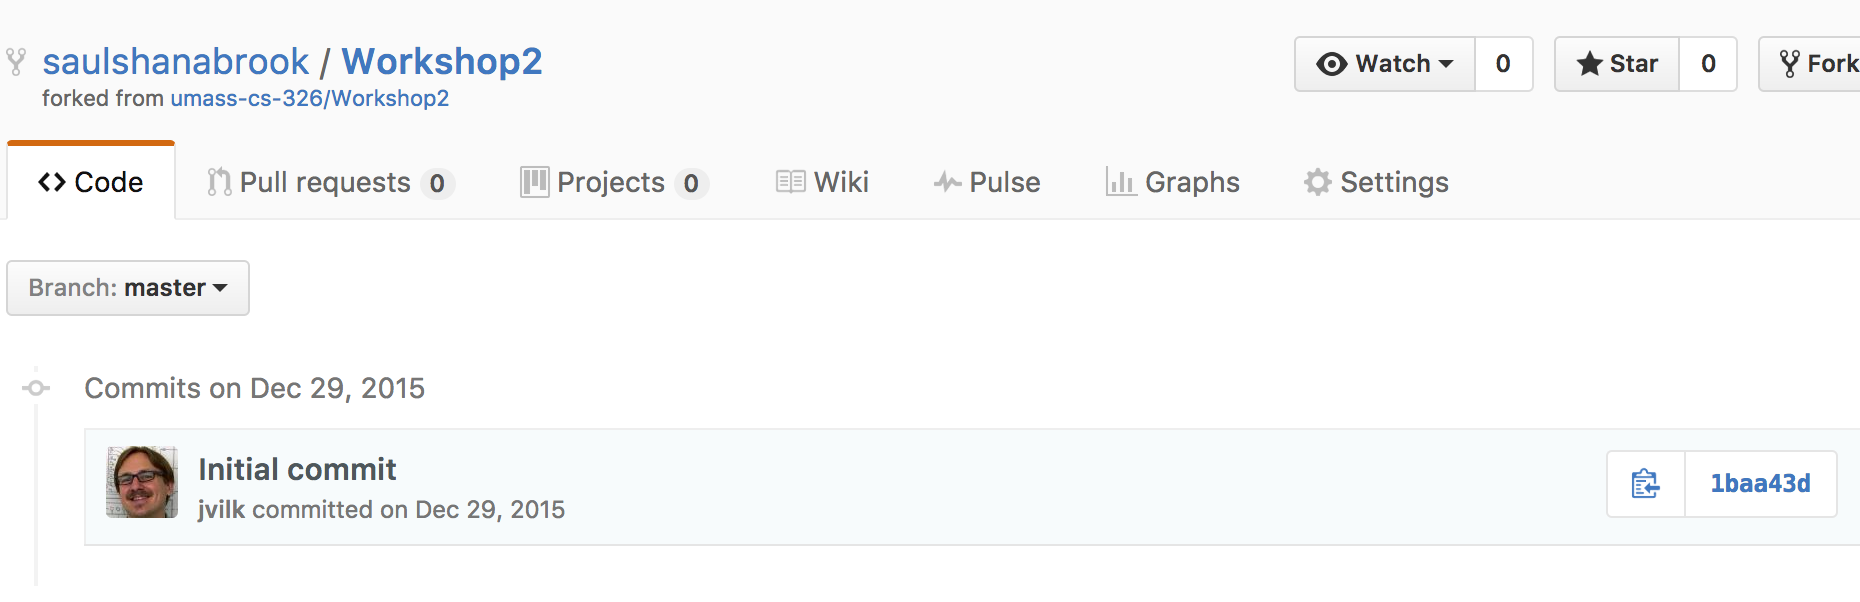 saulshanabrook / Workshop2
forked from umass-cs-326/Workshop2
Watch 0 Star 0 Fork
Code Pull requests 0 Projects 0 Wiki Pulse Graphs Settings
Branch: master
Commits on Dec 29, 2015
Initial commit
jvilk committed on Dec 29, 2015
1baa43d